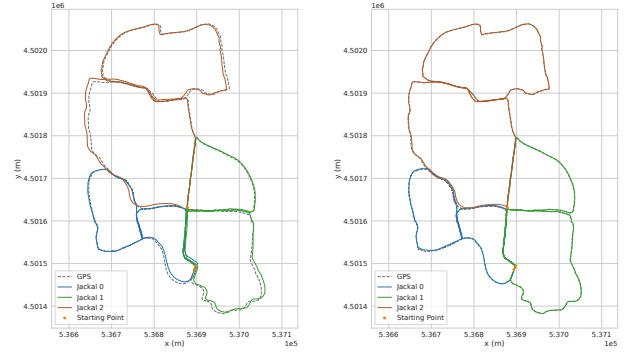 1e6
4.5020
4.5019
4.5018
4.5017
4.5016
4.5015
4.5014
y (m)
GPS
Jackal 0
Jackal 1
Jackal 2
Starting Point
5.366 5.367 5.368 5.369 5.370 5.371
x (m)
1e5
1e6
4.5020
4.5019
4.5018
4.5017
4.5016
4.5015
4.5014
y (m)
GPS
Jackal 0
Jackal 1
Jackal 2
Starting Point
5.366 5.367 5.368 5.369 5.370 5.371
x (m)
1e5